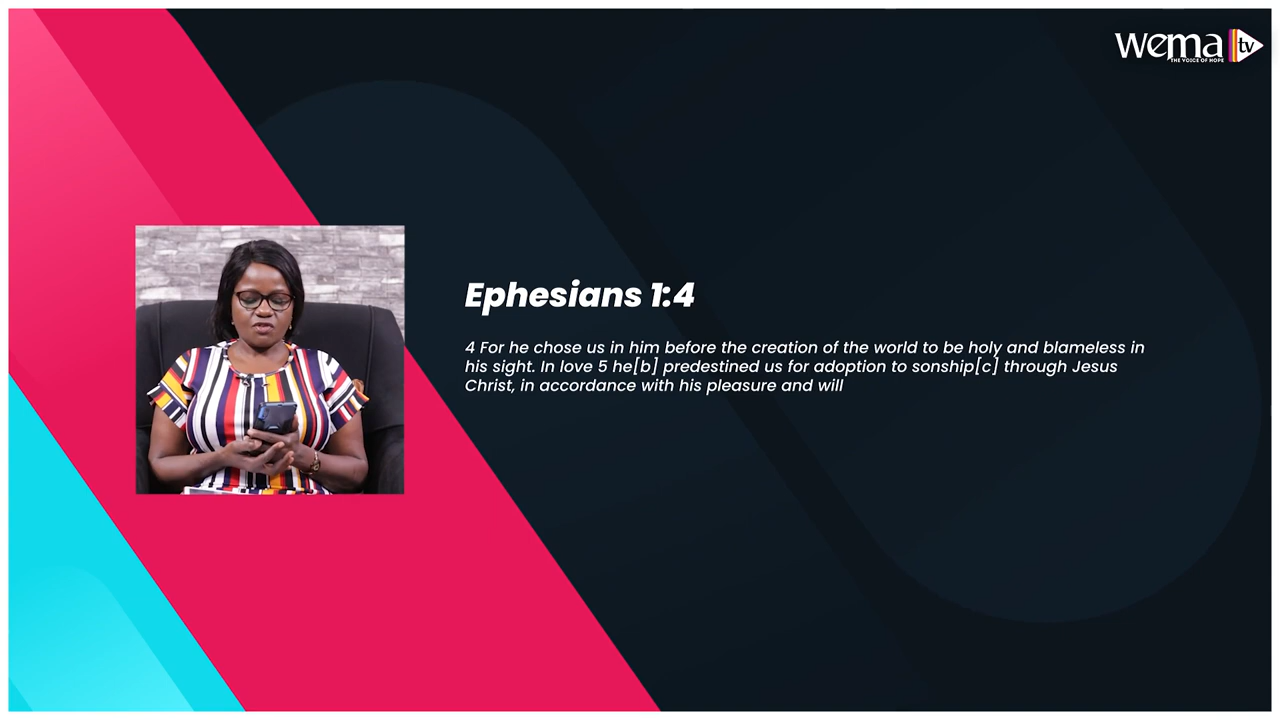 wema tv
THE VOICE OF HOPE
Ephesians 1:4
4 For he chose us in him before the creation of the world to be holy and blameless in
his sight. In love 5 he[b] predestined us for adoption to sonship[c] through Jesus
Christ, in accordance with his pleasure and will